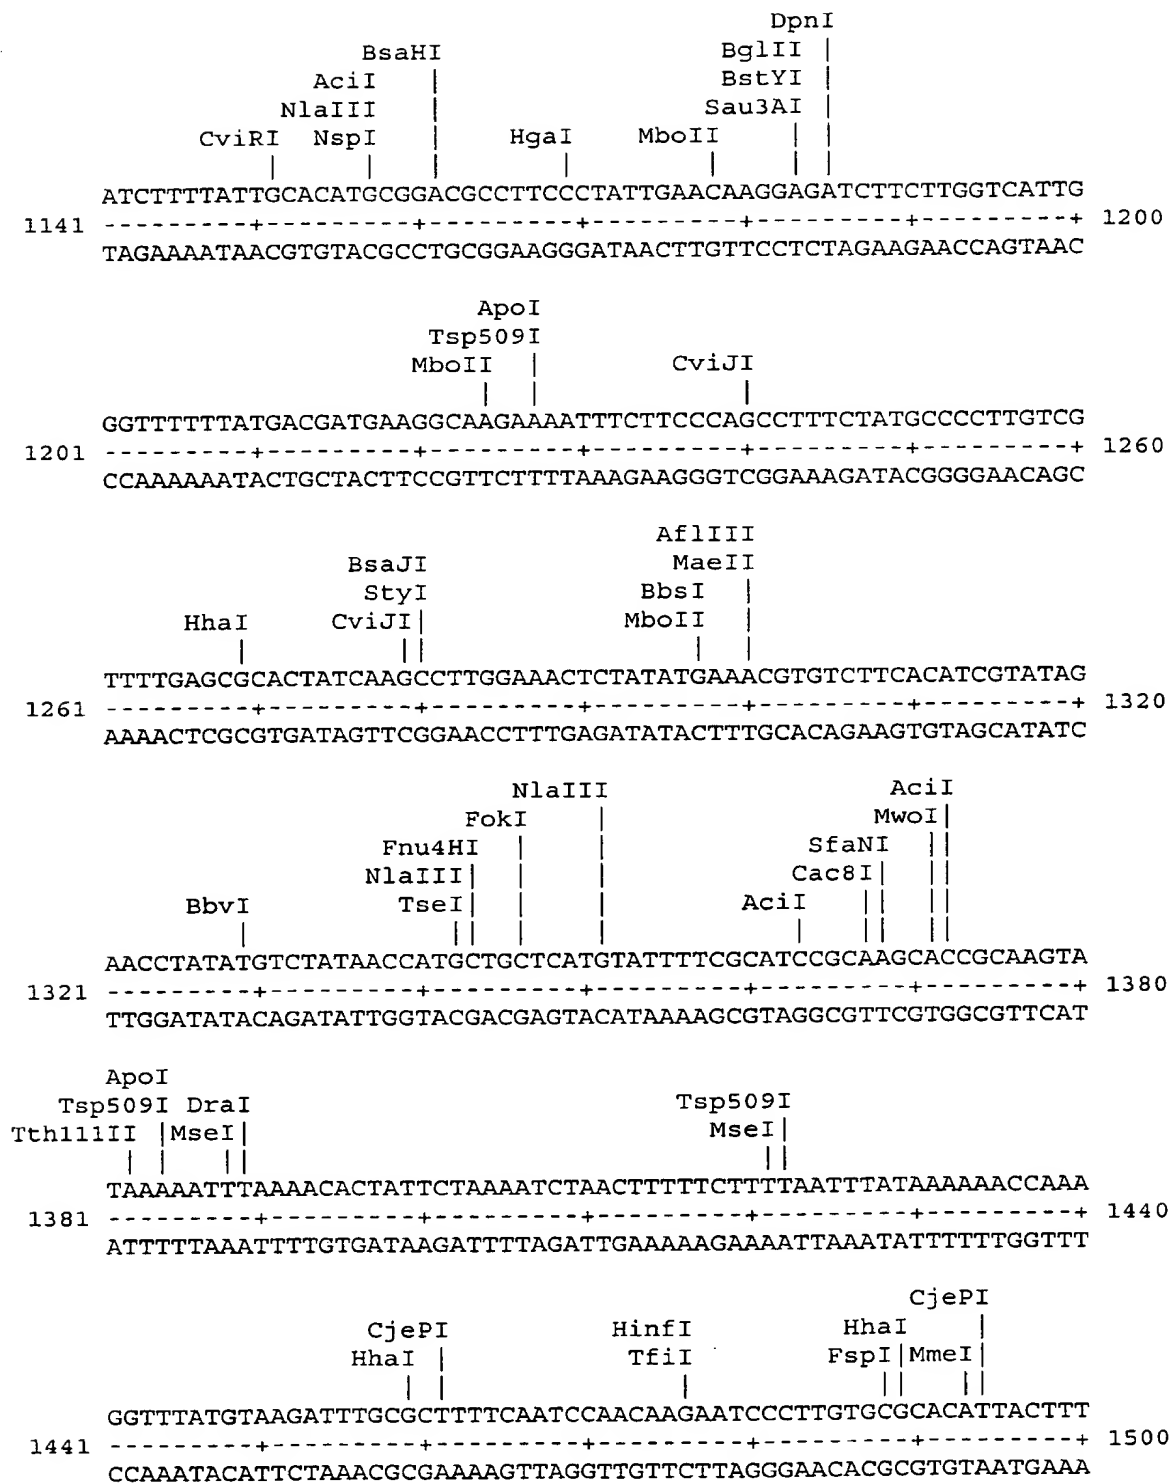 DpnI
BsaHI BglII
AciI BstYI
NlaIII Sau3AI
CviRI NspI HgaI MboII
ATCTTTTATTGCACATGCGGACGCCTTCCCTATTGAACAAGGAGATCTTCTTGGTCATTG
1141 ---------+---------+---------+---------+---------+---------+ 1200
TAGAAAATAACGTGTACGCCTGCGGAAGGGATAACTTGTTCCTCTAGAAGAACCAGTAAC
ApoI
Tsp509I
MboII CviJI
GGTTTTTTATGACGATGAAGGCAAGAAAATTTCTTCCCAGCCTTTCTATGCCCCTTGTCG
1201 ---------+---------+---------+---------+---------+---------+ 1260
CCAAAAAATACTGCTACTTCCGTTCTTTTAAAGAAGGGTCGGAAAGATACGGGGAACAGC
AflIII
BsaJI MaeII
StyI BbsI
HhaI CviJI MboII
TTTTGAGCGCACTATCAAGCCTTGGAAACTCTATATGAAACGTGTCTTCACATCGTATAG
1261 ---------+---------+---------+---------+---------+---------+ 1320
AAAACTCGCGTGATAGTTCGGAACCTTTGAGATATACTTTGCACAGAAGTGTAGCATATC
NlaIII AciI
FokI MwoI
Fnu4HI SfaNI
NlaIII Cac8I
BbvI TseI AciI
AACCTATATGTCTATAACCATGCTGCTCATGTATTTTCGCATCCGCAAGCACCGCAAGTA
1321 ---------+---------+---------+---------+---------+---------+ 1380
TTGGATATACAGATATTGGTACGACGAGTACATAAAAGCGTAGGCGTTCGTGGCGTTCAT
ApoI
Tsp509I DraI Tsp509I
Tth111II MseI MseI
TAAAAATTTAAAACACTATTCTAAAATCTAACTTTTTCTTTTAATTTATAAAAAACCAAA
1381 ---------+---------+---------+---------+---------+---------+ 1440
ATTTTTAAATTTTGTGATAAGATTTTAGATTGAAAAAGAAAATTAAATATTTTTTGGTTT
CjePI
CjePI HinfI HhaI
HhaI TfiI FspI MmeI
GGTTTATGTAAGATTTGCGCTTTTCAATCCAACAAGAATCCCTTGTGCGCACATTACTTT
1441 ---------+---------+---------+---------+---------+---------+ 1500
CCAAATACATTCTAAACGCGAAAAGTTAGGTTGTTCTTAGGGAACACGCGTGTAATGAAA